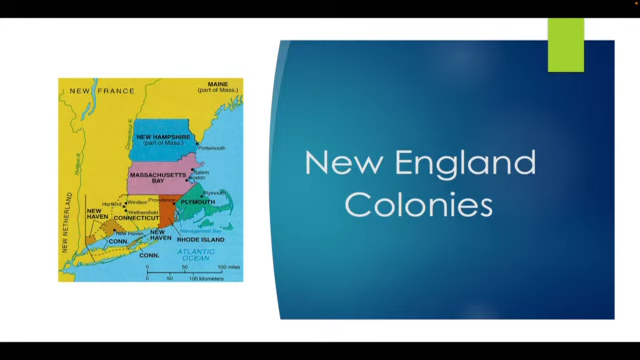 NEW FRANCE
MAINE
(part of Mass.)
Connecticut R.
Hudson R.
NEW HAMPSHIRE
(part of Mass.)
Portsmouth
MASSACHUSETTS
BAY
Salem
Boston
Plymouth
PLYMOUTH
Providence
Hartford
Windsor
Wethersfield
CONNECTICUT
NEW
HAVEN
New Haven
CONN.
NEW
HAVEN
CONN.
Narragansett Bay
RHODE ISLAND
ATLANTIC
OCEAN
NEW NETHERLAND
0 50 100 miles
0 50 100 kilometers
New England
Colonies